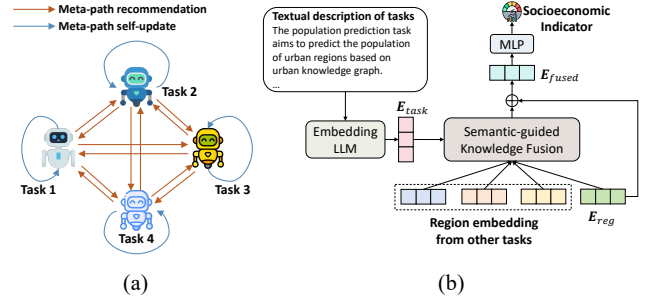 Meta-path recommendation
Meta-path self-update
Task 2
Task 1
Task 3
Task 4
(a)
Textual description of tasks
The population prediction task
aims to predict the population
of urban regions based on
urban knowledge graph.
...
Embedding
LLM
E_task
Semantic-guided
Knowledge Fusion
Socioeconomic
Indicator
MLP
E_fused
Region embedding
from other tasks
E_reg
(b)